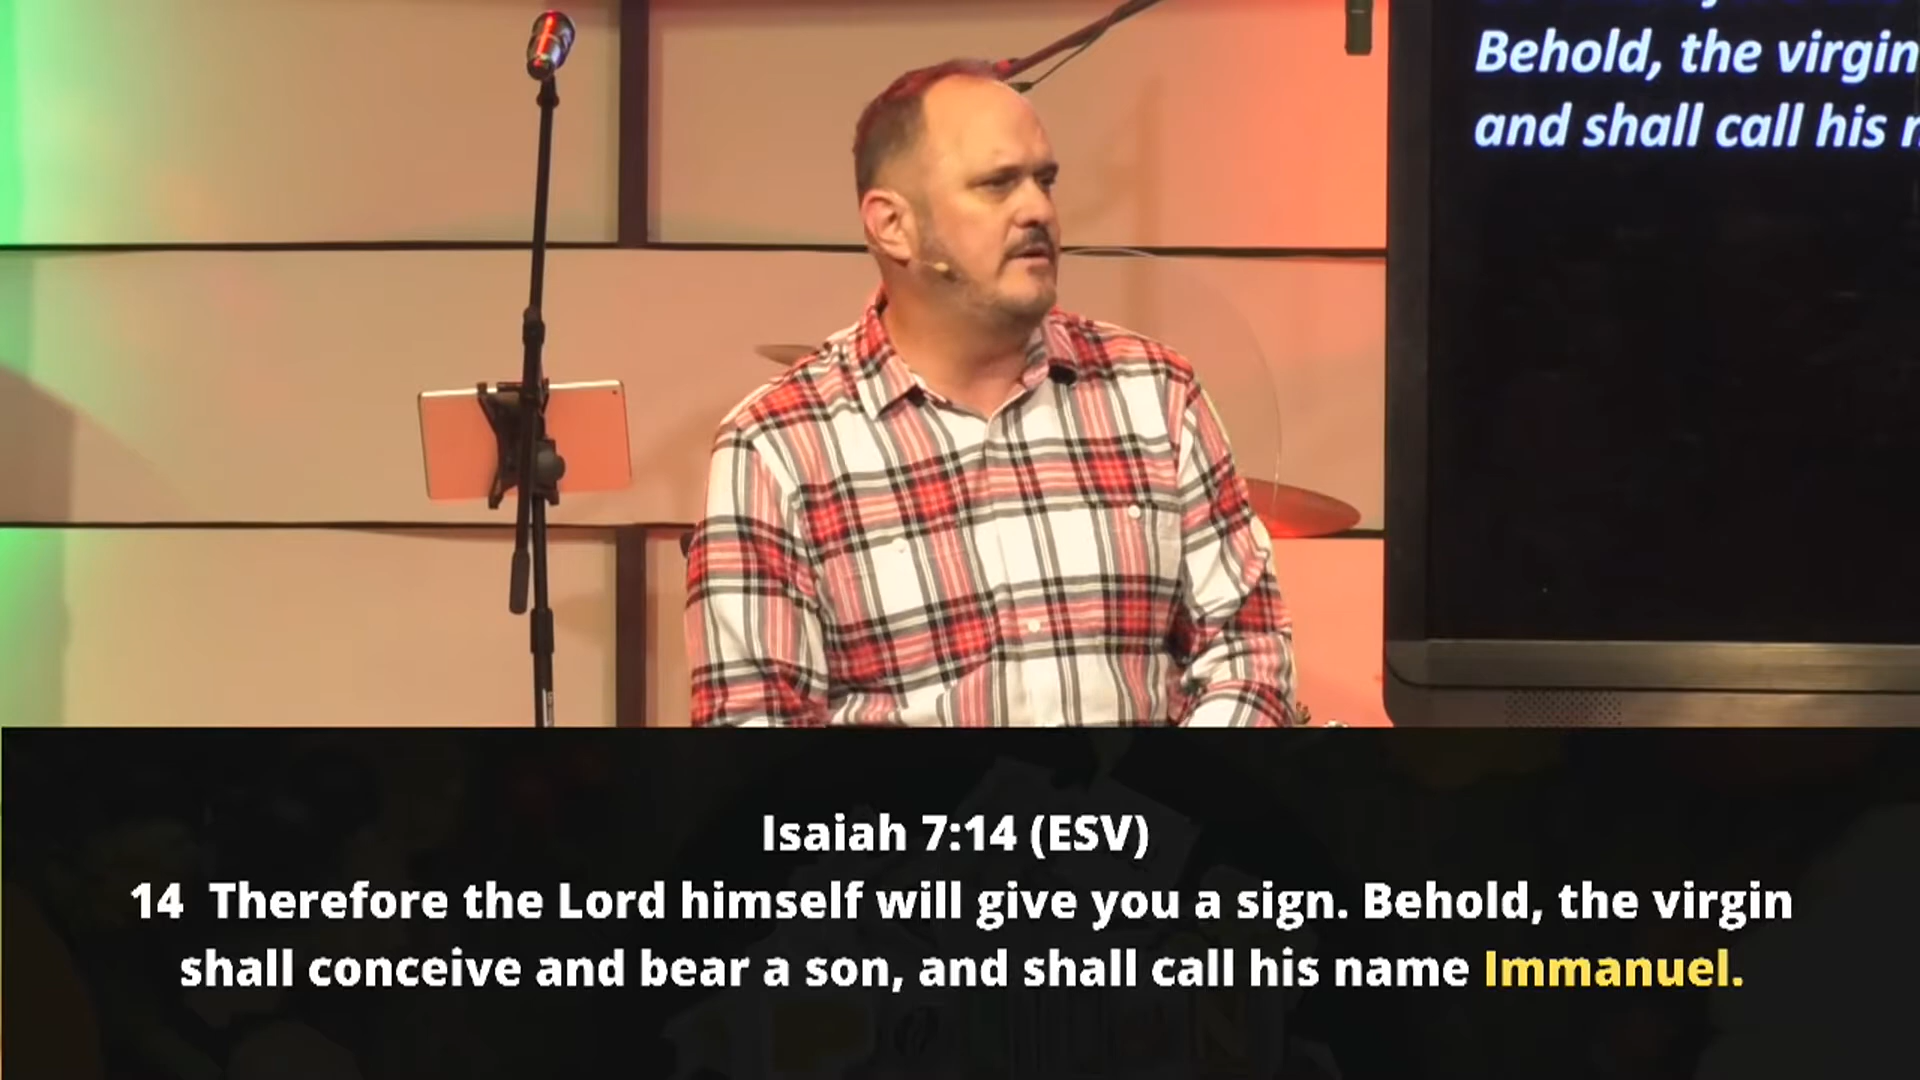 Behold, the virgin
and shall call his
Isaiah 7:14 (ESV)
14 Therefore the Lord himself will give you a sign. Behold, the virgin
shall conceive and bear a son, and shall call his name Immanuel.